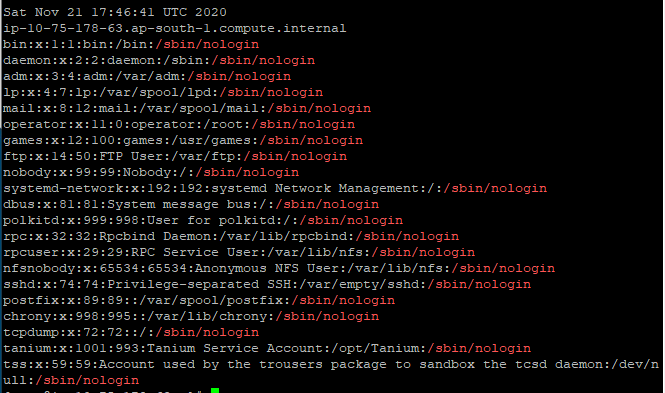 Sat Nov 21 17:46:41 UTC 2020
ip-10-75-178-63.ap-south-1.compute.internal
bin:x:1:1:bin:/bin:/sbin/nologin
daemon:x:2:2:daemon:/sbin:/sbin/nologin
adm:x:3:4:adm:/var/adm:/sbin/nologin
lp:x:4:7:lp:/var/spool/lpd:/sbin/nologin
mail:x:8:12:mail:/var/spool/mail:/sbin/nologin
operator:x:11:0:operator:/root:/sbin/nologin
games:x:12:100:games:/usr/games:/sbin/nologin
ftp:x:14:50:FTP User:/var/ftp:/sbin/nologin
nobody:x:99:99:Nobody:/:/sbin/nologin
systemd-network:x:192:192:systemd Network Management:/:/sbin/nologin
dbus:x:81:81:System message bus:/:/sbin/nologin
polkitd:x:999:998:User for polkitd:/:/sbin/nologin
rpc:x:32:32:Rpcbind Daemon:/var/lib/rpcbind:/sbin/nologin
rpcuser:x:29:29:RPC Service User:/var/lib/nfs:/sbin/nologin
nfsnobody:x:65534:65534:Anonymous NFS User:/var/lib/nfs:/sbin/nologin
sshd:x:74:74:Privilege-separated SSH:/var/empty/sshd:/sbin/nologin
postfix:x:89:89::/var/spool/postfix:/sbin/nologin
chrony:x:998:995::/var/lib/chrony:/sbin/nologin
tcpdump:x:72:72::/:/sbin/nologin
tanium:x:1001:993:Tanium Service Account:/opt/Tanium:/sbin/nologin
tss:x:59:59:Account used by the trousers package to sandbox the tcsd daemon:/dev/n
ull:/sbin/nologin